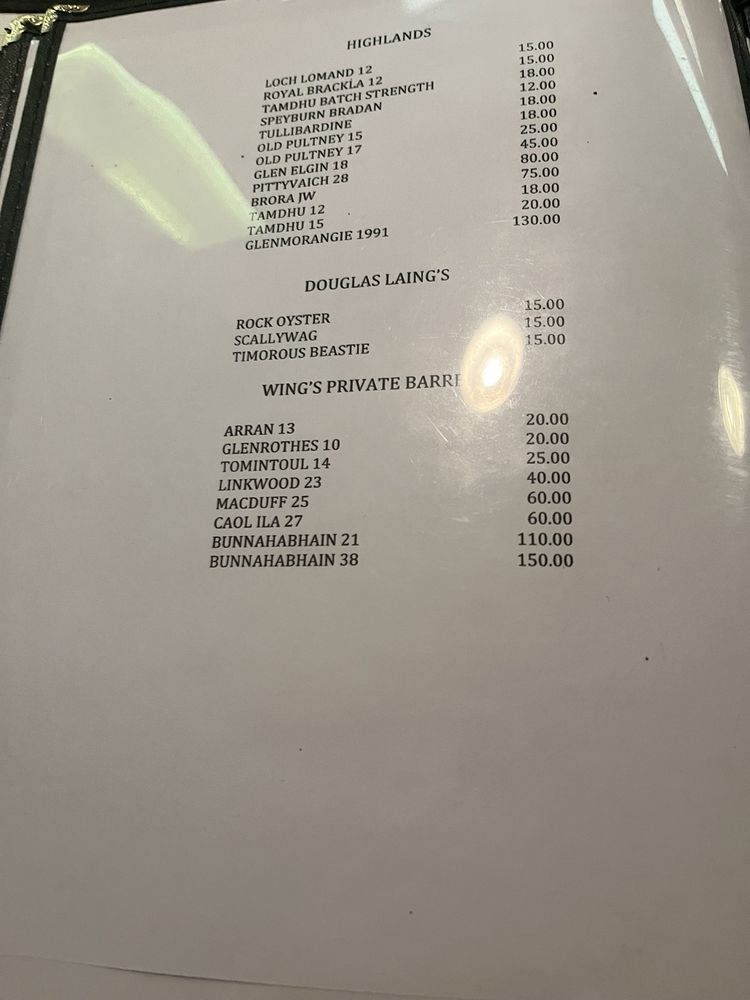 HIGHLANDS
LOCH LOMAND 12 15.00
ROYAL BRACKLA 12 15.00
TAMDHU BATCH STRENGTH 18.00
SPEYBURN BRADAN 12.00
TULLIBARDINE 18.00
OLD PULTNEY 15 18.00
OLD PULTNEY 17 25.00
GLEN ELGIN 18 45.00
PITTYVAICH 28 80.00
BRORA JW 75.00
TAMDHU 12 18.00
TAMDHU 15 20.00
GLENMORANGIE 1991 130.00
DOUGLAS LAING'S
ROCK OYSTER 15.00
SCALLYWAG 15.00
TIMOROUS BEASTIE 15.00
WING'S PRIVATE BARRE
ARRAN 13 20.00
GLENROTHES 10 20.00
TOMINTOUL 14 25.00
LINKWOOD 23 40.00
MACDUFF 25 60.00
CAOL ILA 27 60.00
BUNNAHABHAIN 21 110.00
BUNNAHABHAIN 38 150.00